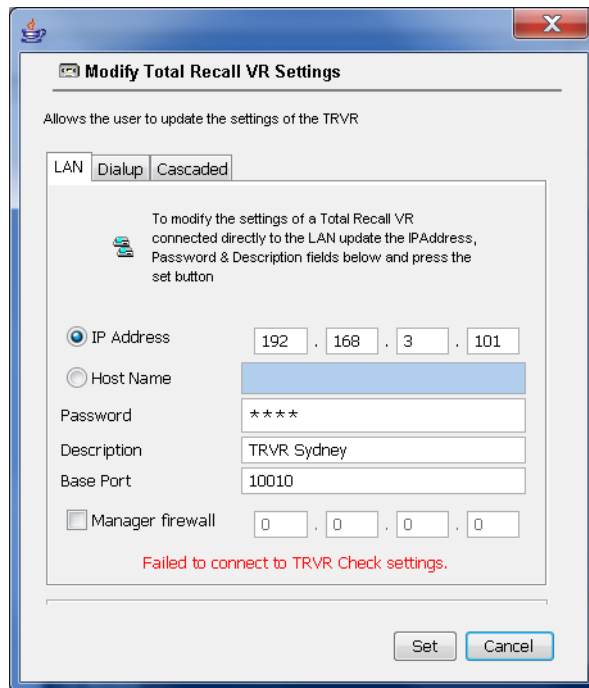 Modify Total Recall VR Settings
Allows the user to update the settings of the TRVR
LAN Dialup Cascaded
To modify the settings of a Total Recall VR
connected directly to the LAN update the IPAddress,
Password & Description fields below and press the
set button
IP Address 192 . 168 . 3 . 101
Host Name
Password ****
Description TRVR Sydney
Base Port 10010
Manager firewall 0 . 0 . 0 . 0
Failed to connect to TRVR Check settings.
Set Cancel